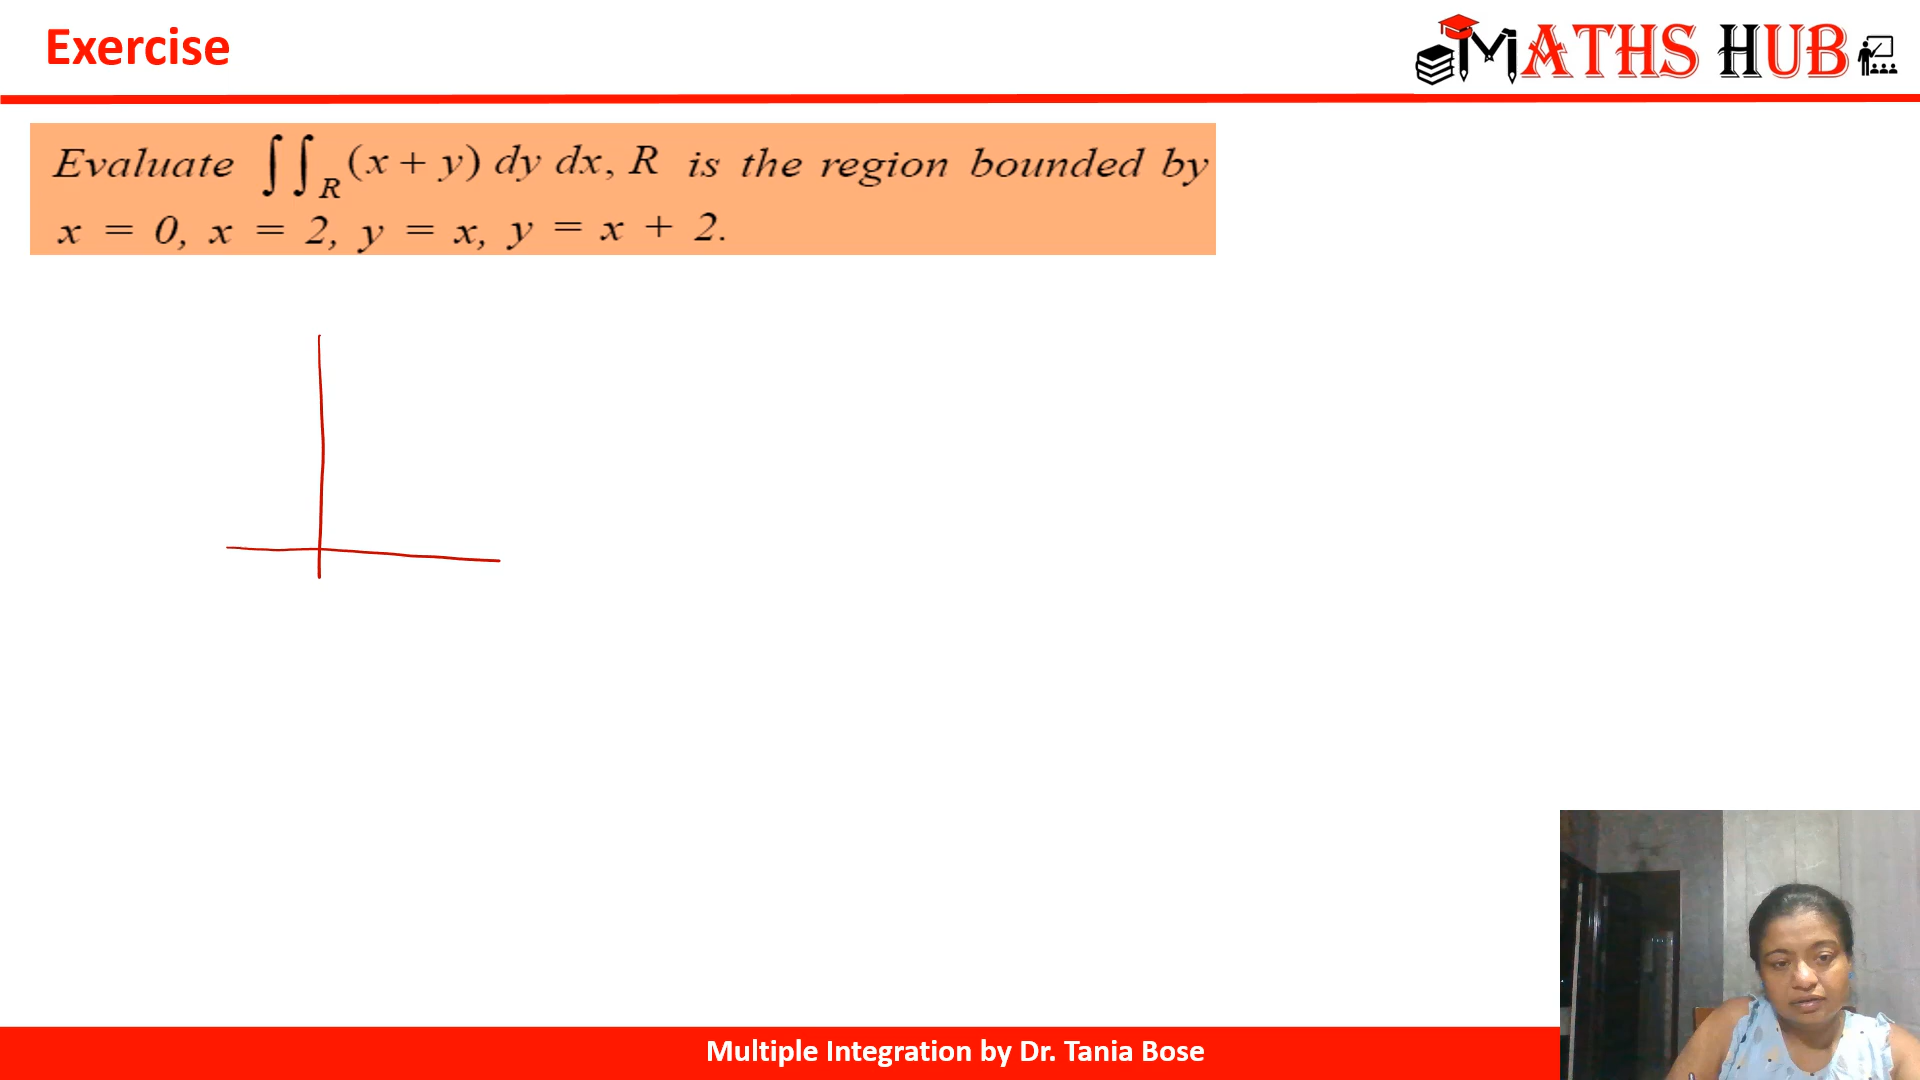 Exercise
MATHS HUB
Evaluate ∫∫_R (x + y) dy dx, R is the region bounded by
x = 0, x = 2, y = x, y = x + 2.
Multiple Integration by Dr. Tania Bose